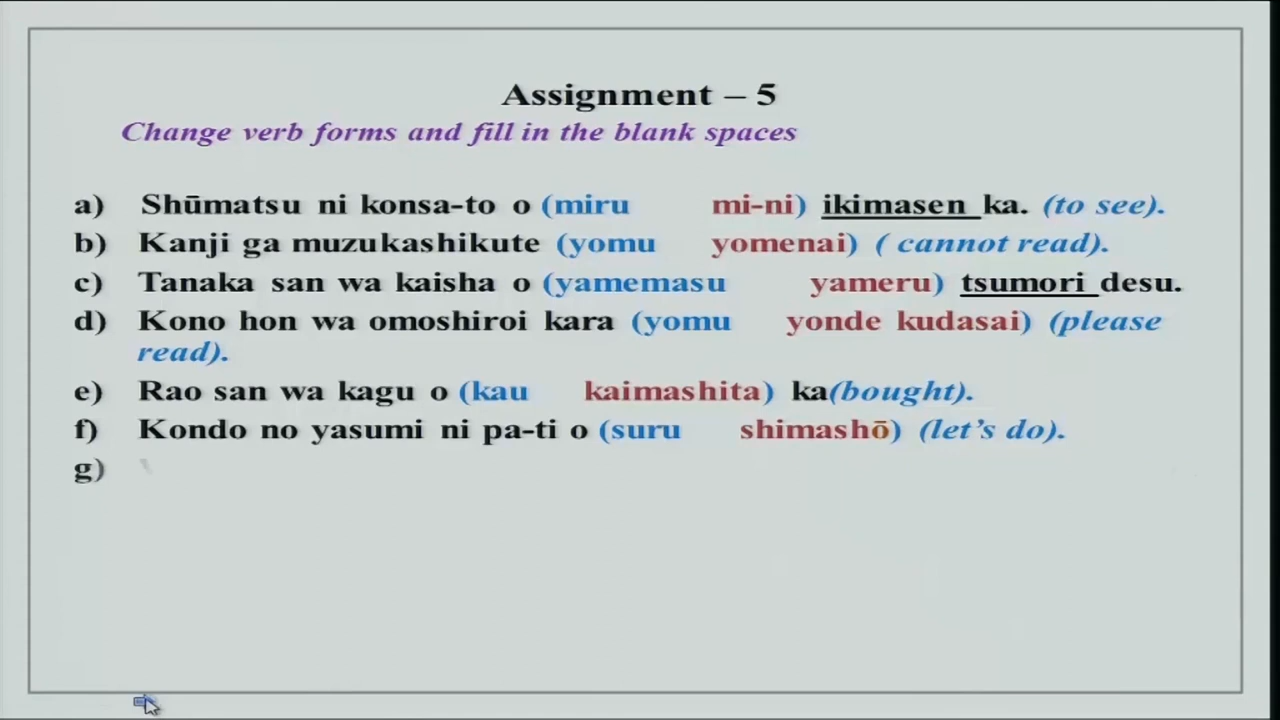 Assignment – 5
Change verb forms and fill in the blank spaces
a) Shūmatsu ni konsa-to o (miru mi-ni) ikimasen ka. (to see).
b) Kanji ga muzukashikute (yomu yomenai) ( cannot read).
c) Tanaka san wa kaisha o (yamemasu yameru) tsumori desu.
d) Kono hon wa omoshiroi kara (yomu yonde kudasai) (please
read).
e) Rao san wa kagu o (kau kaimashita) ka(bought).
f) Kondo no yasumi ni pa-ti o (suru shimashō) (let’s do).
g)